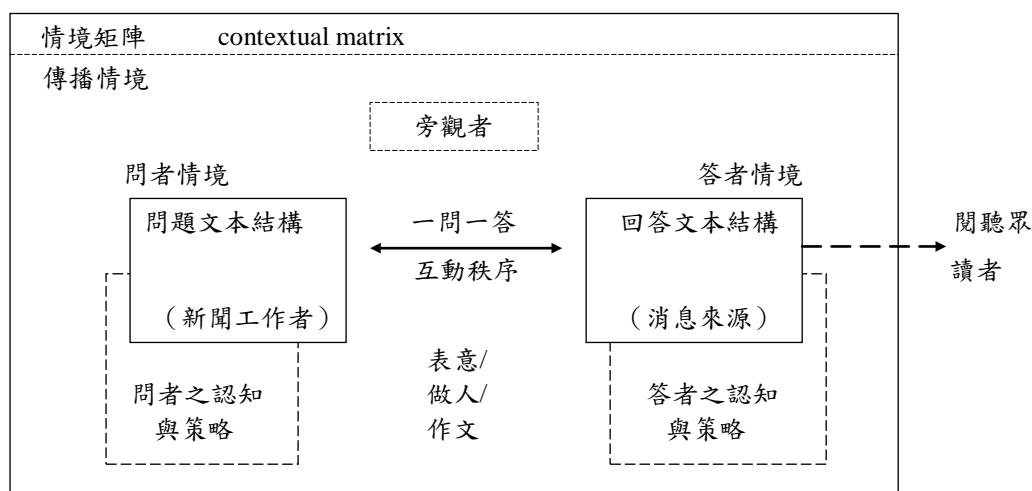 情境矩陣 contextual matrix
傳播情境
旁觀者
問者情境
答者情境
問題文本結構
(新聞工作者)
一問一答
互動秩序
回答文本結構
(消息來源)
閱聽眾
讀者
問者之認知
與策略
表意/
做人/
作文
答者之認知
與策略